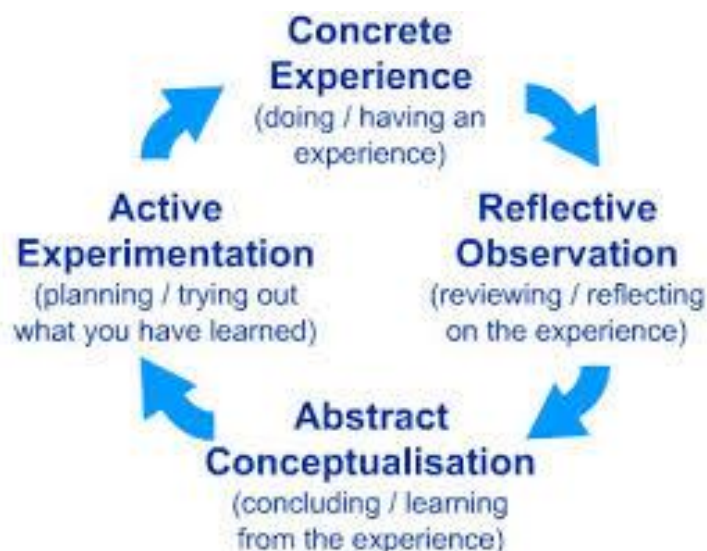 Concrete
Experience
(doing / having an
experience)
Active
Experimentation
(planning / trying out
what you have learned)
Reflective
Observation
(reviewing / reflecting
on the experience)
Abstract
Conceptualisation
(concluding / learning
from the experience)